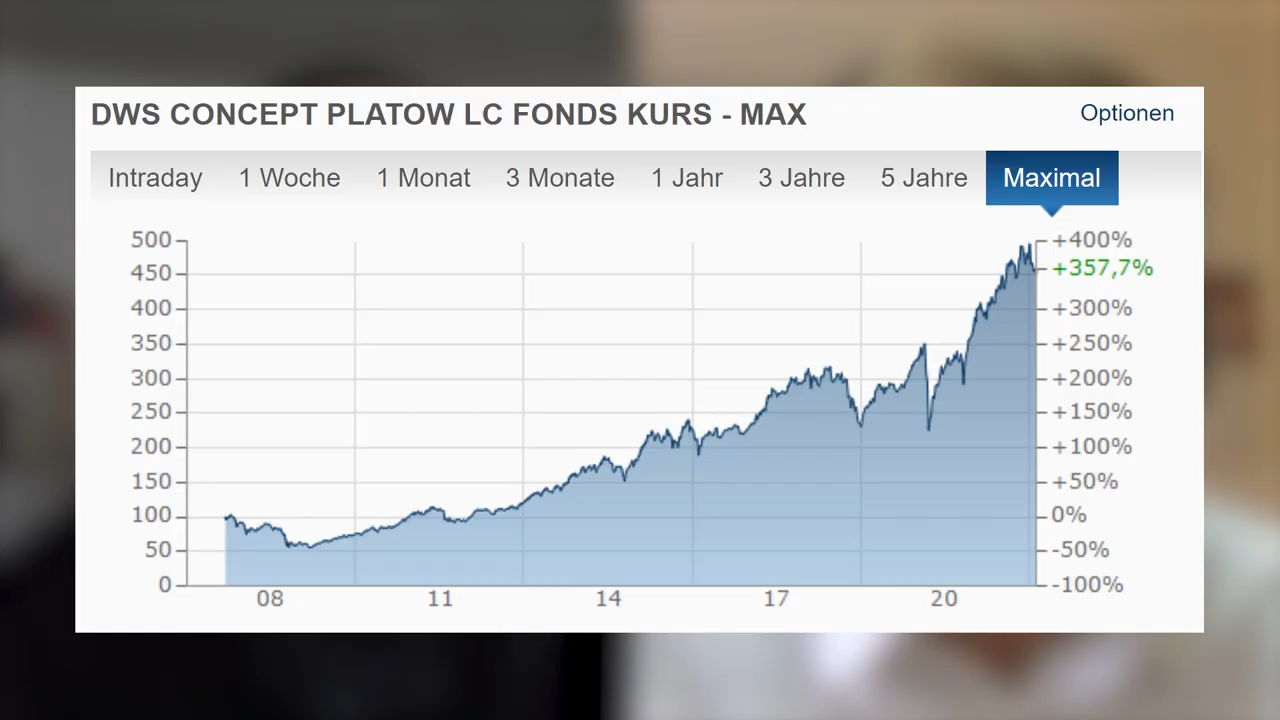 DWS CONCEPT PLATOW LC FONDS KURS - MAX
Optionen
Intraday 1 Woche 1 Monat 3 Monate 1 Jahr 3 Jahre 5 Jahre Maximal
500 +400%
450 +357,7%
400 +300%
350 +250%
300 +200%
250 +150%
200 +100%
150 +50%
100 0%
50 -50%
0 -100%
08 11 14 17 20